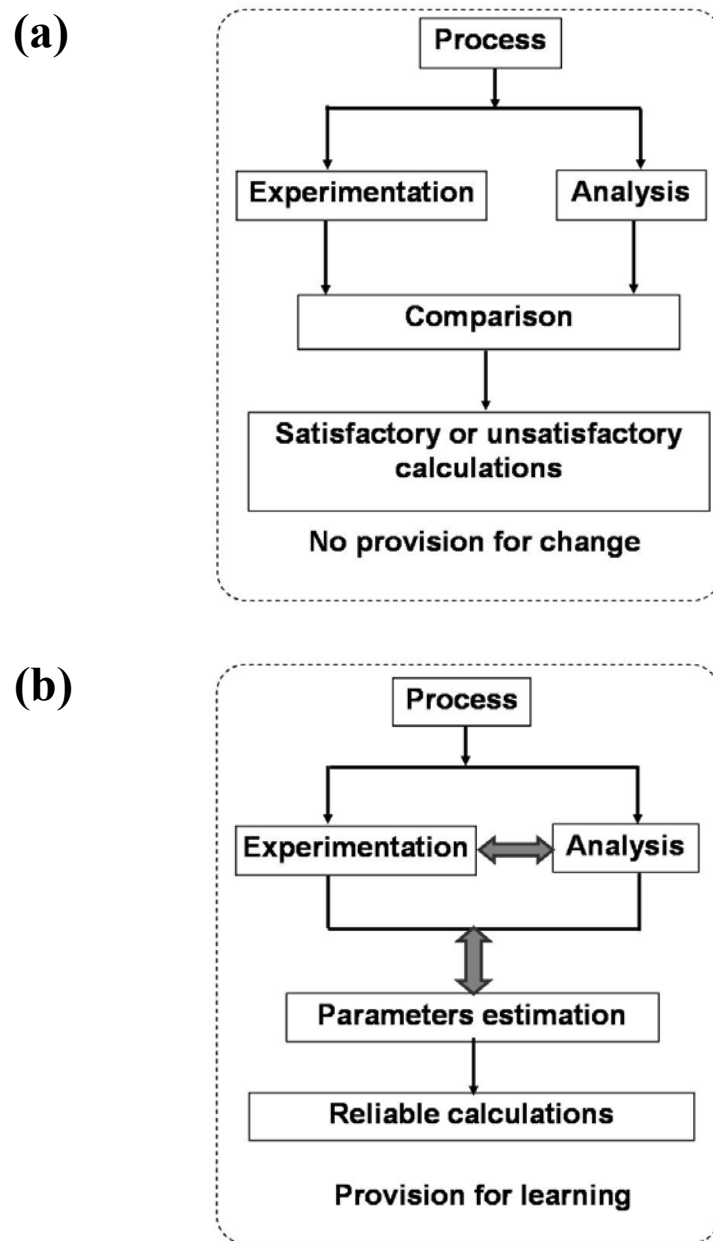 (a)
Process
Experimentation
Analysis
Comparison
Satisfactory or unsatisfactory
calculations
No provision for change
(b)
Process
Experimentation
Analysis
Parameters estimation
Reliable calculations
Provision for learning